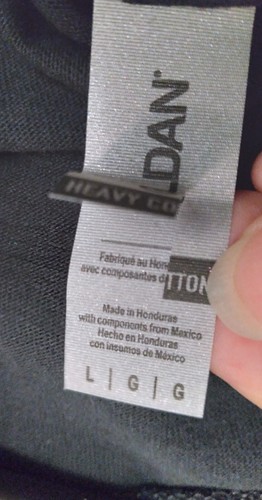 LDAN
HEAVY CO
TTON
Fabriqué au Hon
avec composantes d
Made in Honduras
with components from Mexico
Hecho en Honduras
con insumos de México
L | G | G